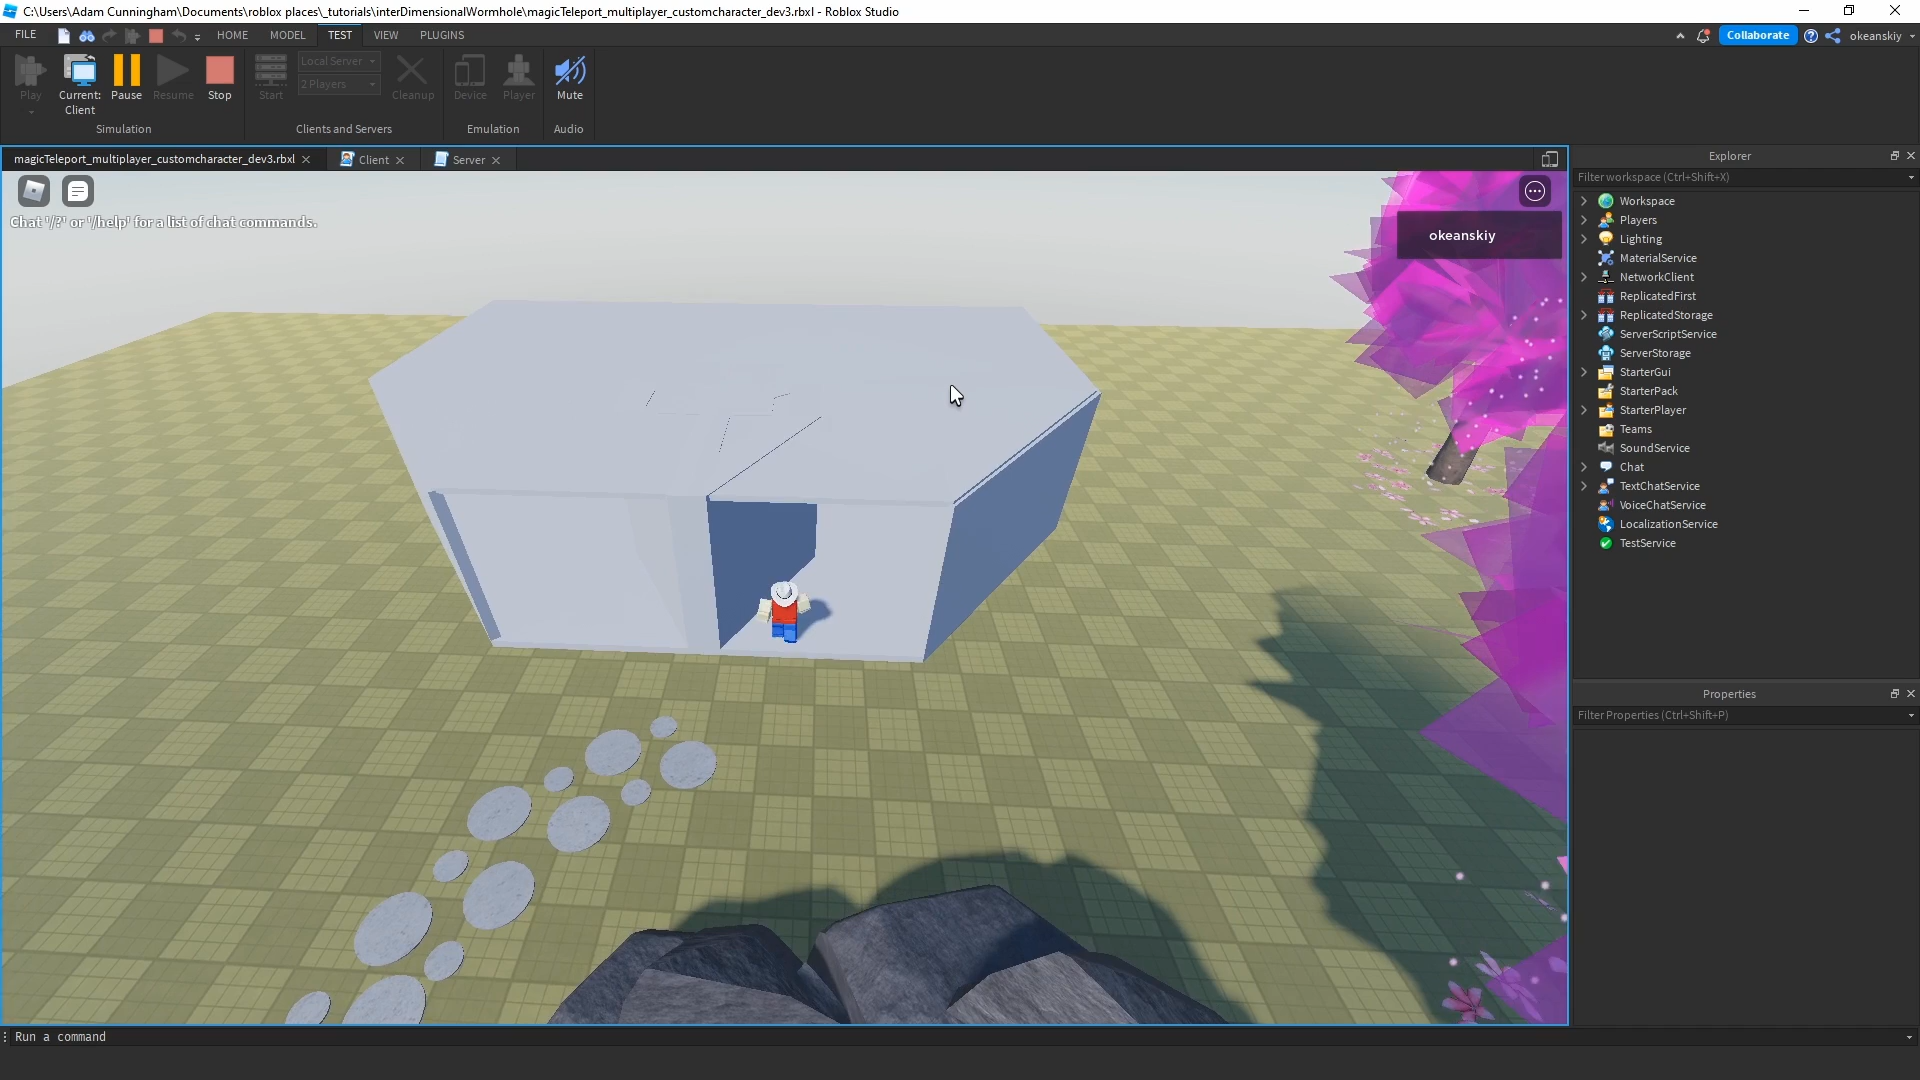 C:\Users\Adam Cunningham\Documents\roblox places\_tutorials\interDimensionalWormhole\magicTeleport_multiplayer_customcharacter_dev3.rbxl - Roblox Studio
FILE HOME MODEL TEST VIEW PLUGINS Collaborate okeanskiy
Play Current: Client Pause Resume Stop Start Local Server 2 Players Cleanup Device Player Mute
Simulation Clients and Servers Emulation Audio
magicTeleport_multiplayer_customcharacter_dev3.rbxl Client Server
Chat '/?' or '/help' for a list of chat commands.
okeanskiy
Explorer
Filter workspace (Ctrl+Shift+X)
Workspace
Players
Lighting
MaterialService
NetworkClient
ReplicatedFirst
ReplicatedStorage
ServerScriptService
ServerStorage
StarterGui
StarterPack
StarterPlayer
Teams
SoundService
Chat
TextChatService
VoiceChatService
LocalizationService
TestService
Properties
Filter Properties (Ctrl+Shift+P)
Run a command